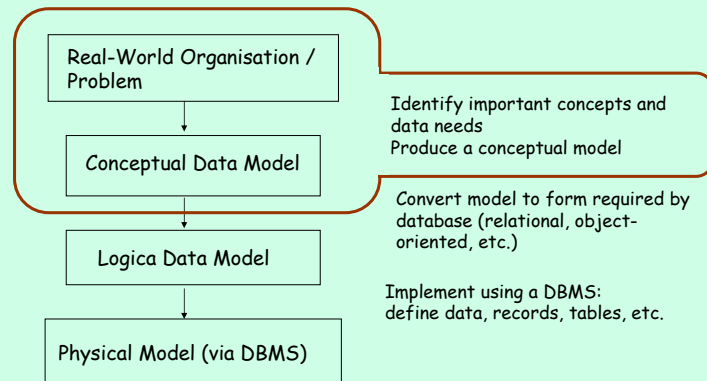 Real-World Organisation /
Problem
Identify important concepts and
data needs
Produce a conceptual model
Conceptual Data Model
Convert model to form required by
database (relational, object-
oriented, etc.)
Logica Data Model
Implement using a DBMS:
define data, records, tables, etc.
Physical Model (via DBMS)